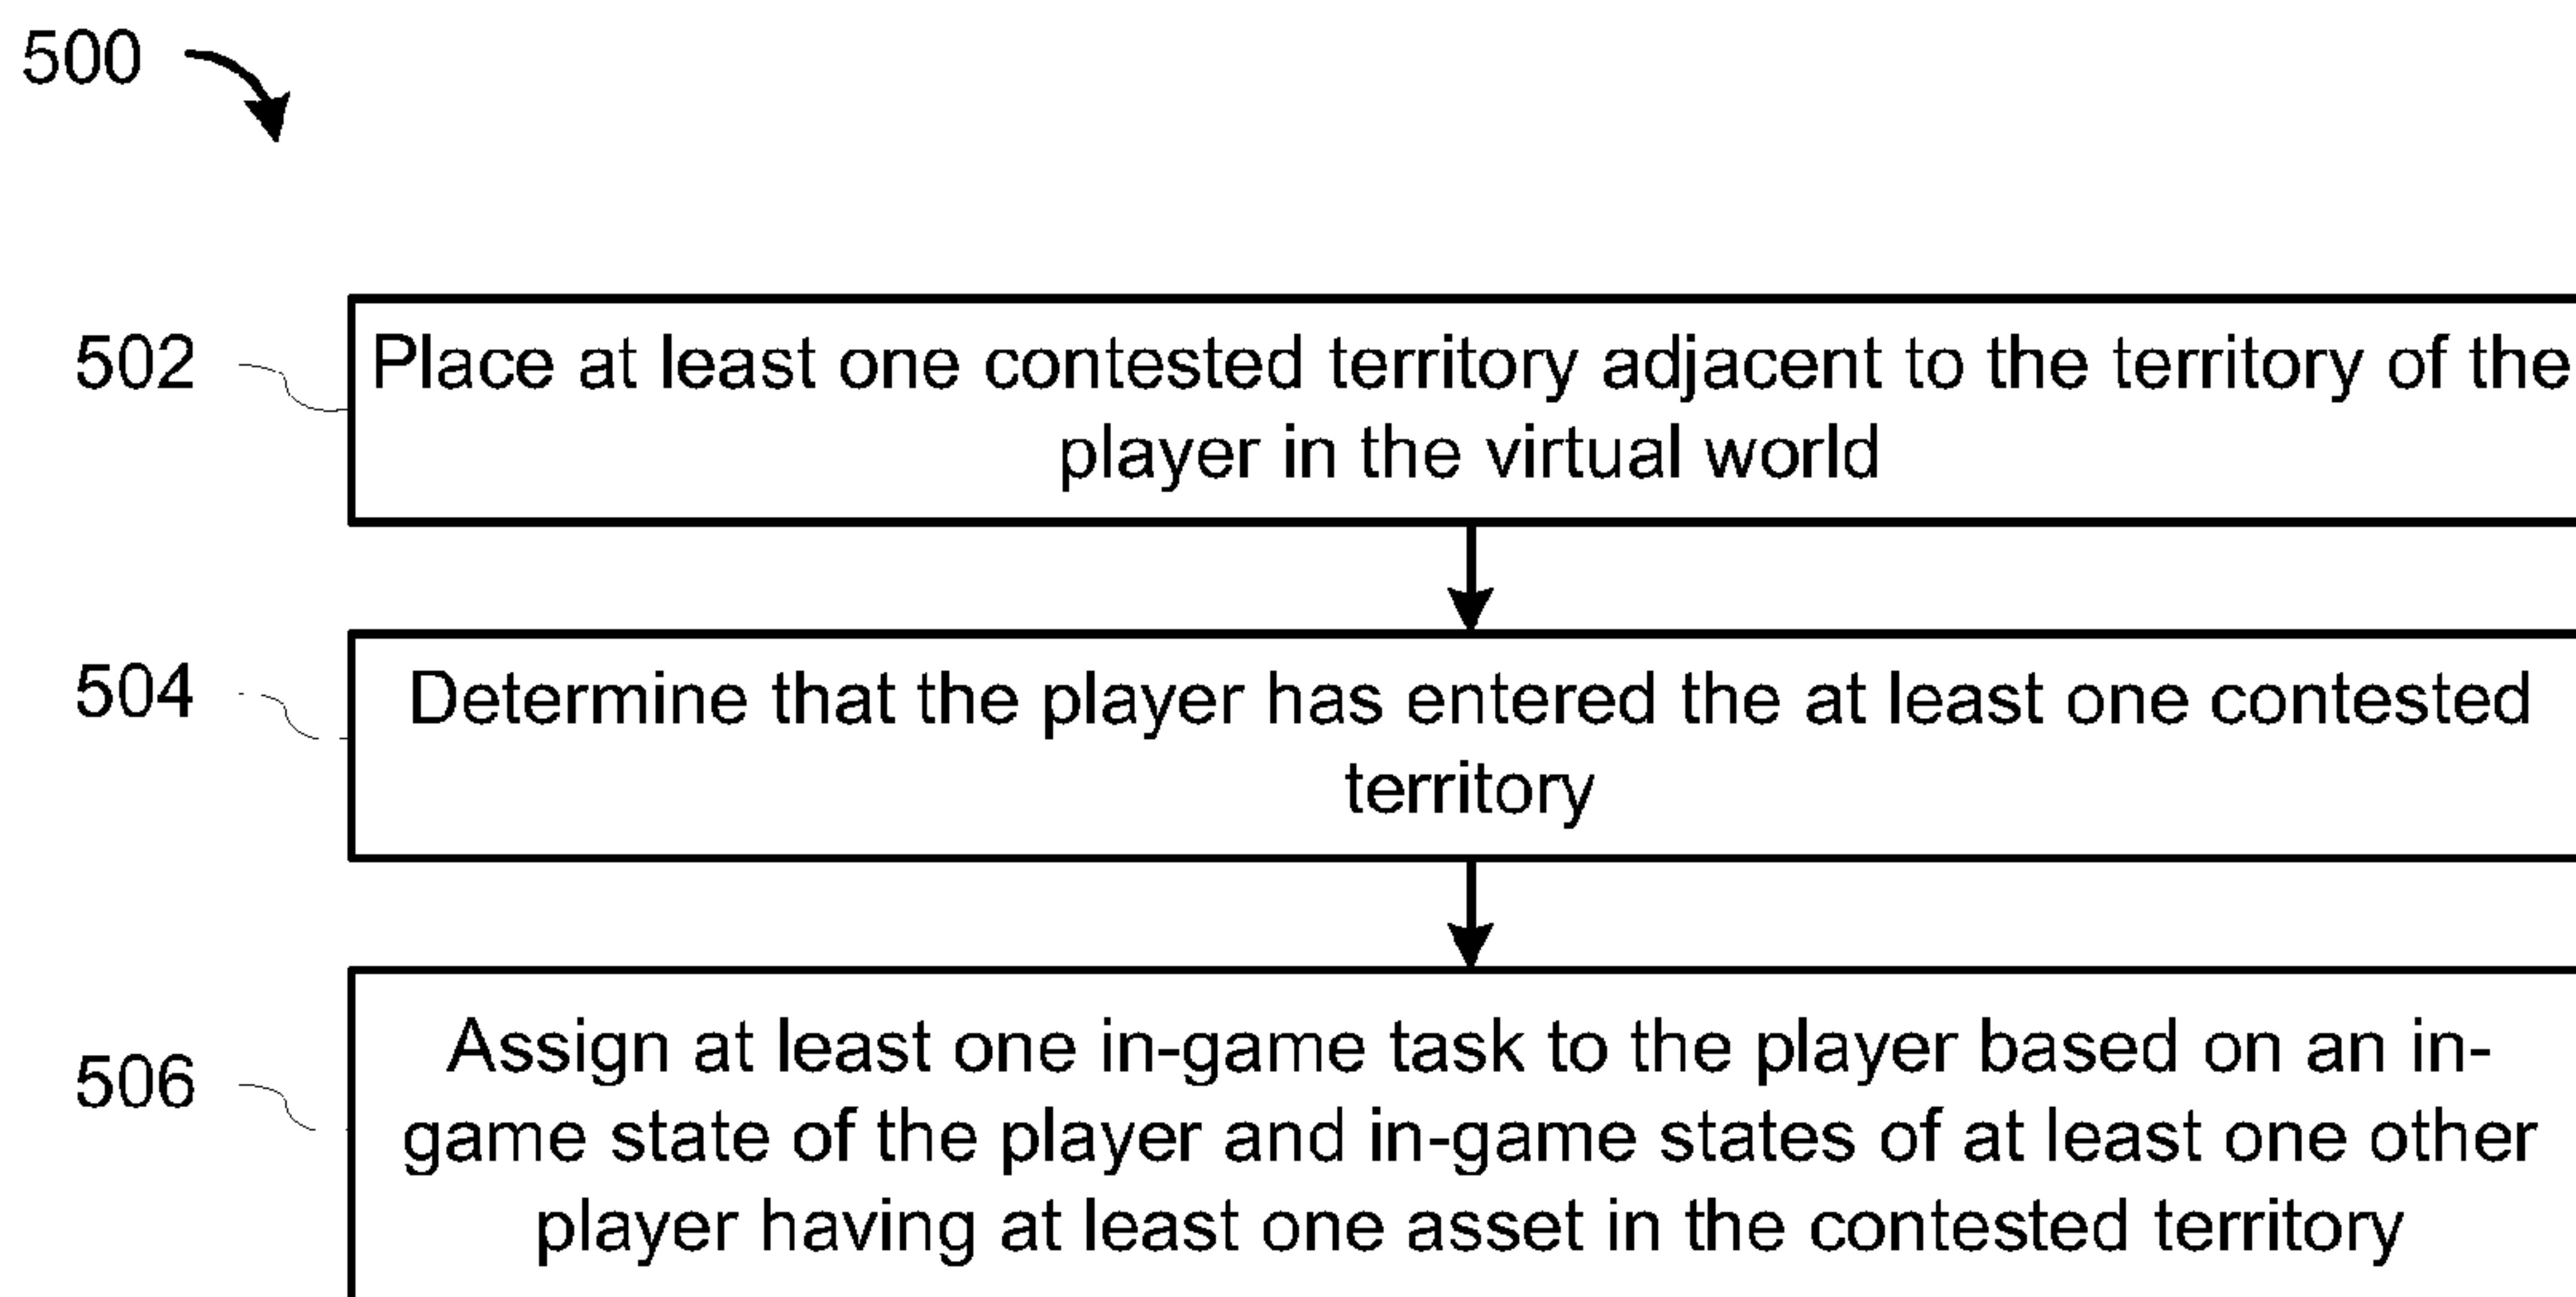 500
502
Place at least one contested territory adjacent to the territory of the
player in the virtual world
504
Determine that the player has entered the at least one contested
territory
506
Assign at least one in-game task to the player based on an in-
game state of the player and in-game states of at least one other
player having at least one asset in the contested territory